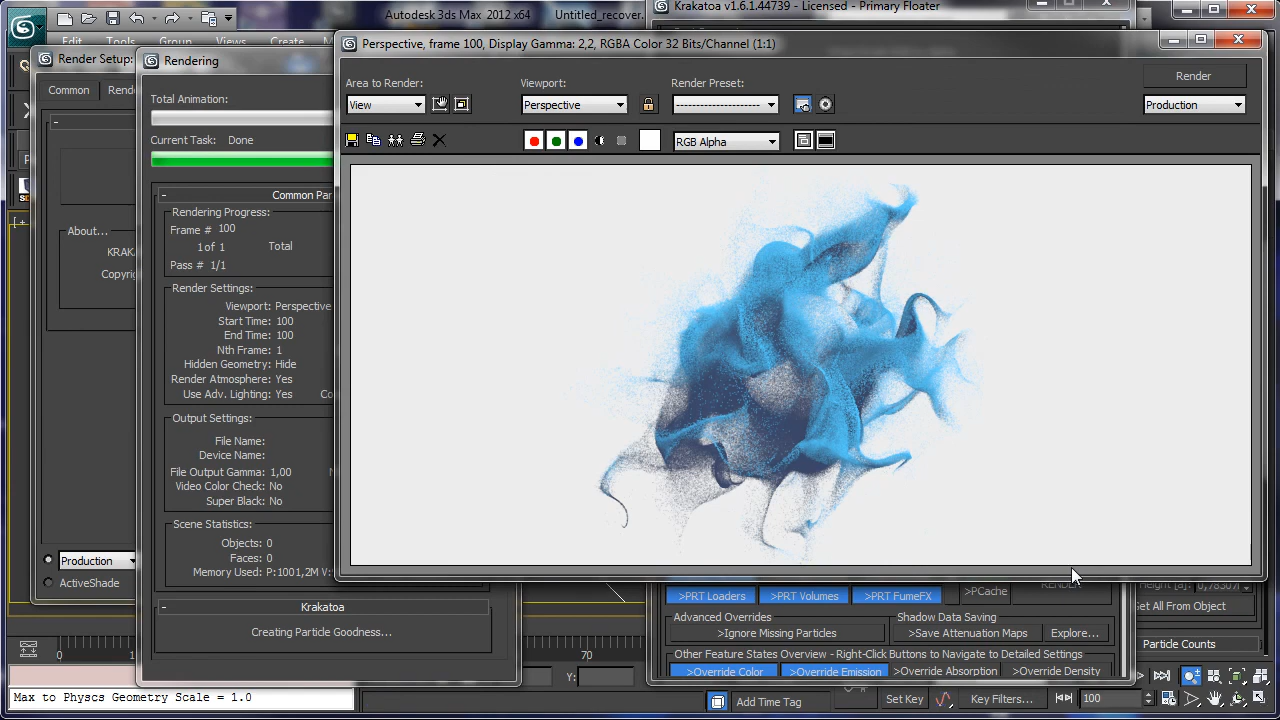 Autodesk 3ds Max 2012 x64 Untitled_recover.
Krakatoa v1.6.1.44739 - Licensed - Primary Floater
Edit Tools Group Views Create
Render Setup:
Common
About...
Production
ActiveShade
Rendering
Total Animation:
Current Task: Done
Common Par
Rendering Progress:
Frame # 100
1 of 1 Total
Pass # 1/1
Render Settings:
Viewport: Perspective
Start Time: 100
End Time: 100
Nth Frame: 1
Hidden Geometry: Hide
Render Atmosphere: Yes
Use Adv. Lighting: Yes
Output Settings:
File Name:
Device Name:
File Output Gamma: 1,00
Video Color Check: No
Super Black: No
Scene Statistics:
Objects: 0
Faces: 0
Memory Used: P:1001,2M V:
Krakatoa
Creating Particle Goodness...
Perspective, frame 100, Display Gamma: 2,2, RGBA Color 32 Bits/Channel (1:1)
Area to Render:
View
Viewport:
Perspective
Render Preset:
Render
Production
RGB Alpha
>PRT Loaders >PRT Volumes >PRT FumeFX >PCache
Advanced Overrides Shadow Data Saving
>Ignore Missing Particles >Save Attenuation Maps Explore...
Other Feature States Overview - Right-Click Buttons to Navigate to Detailed Settings
>Override Color >Override Emission >Override Absorption >Override Density
Height [a]: 0,78307
Get All From Object
Particle Counts
0 70
Y:
Max to Physcs Geometry Scale = 1.0
Add Time Tag
Set Key Key Filters... 100